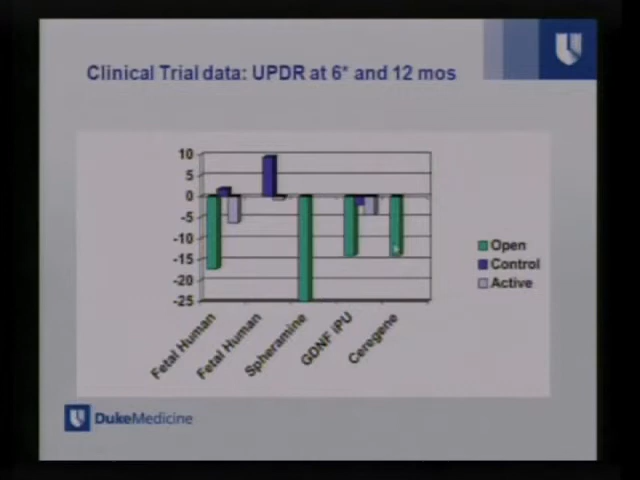 Clinical Trial data: UPDR at 6* and 12 mos
10
5
0
-5
-10
-15
-20
-25
Fetal Human
Fetal Human
Spheramine
GDNF iPU
Ceregene
Open
Control
Active
DukeMedicine